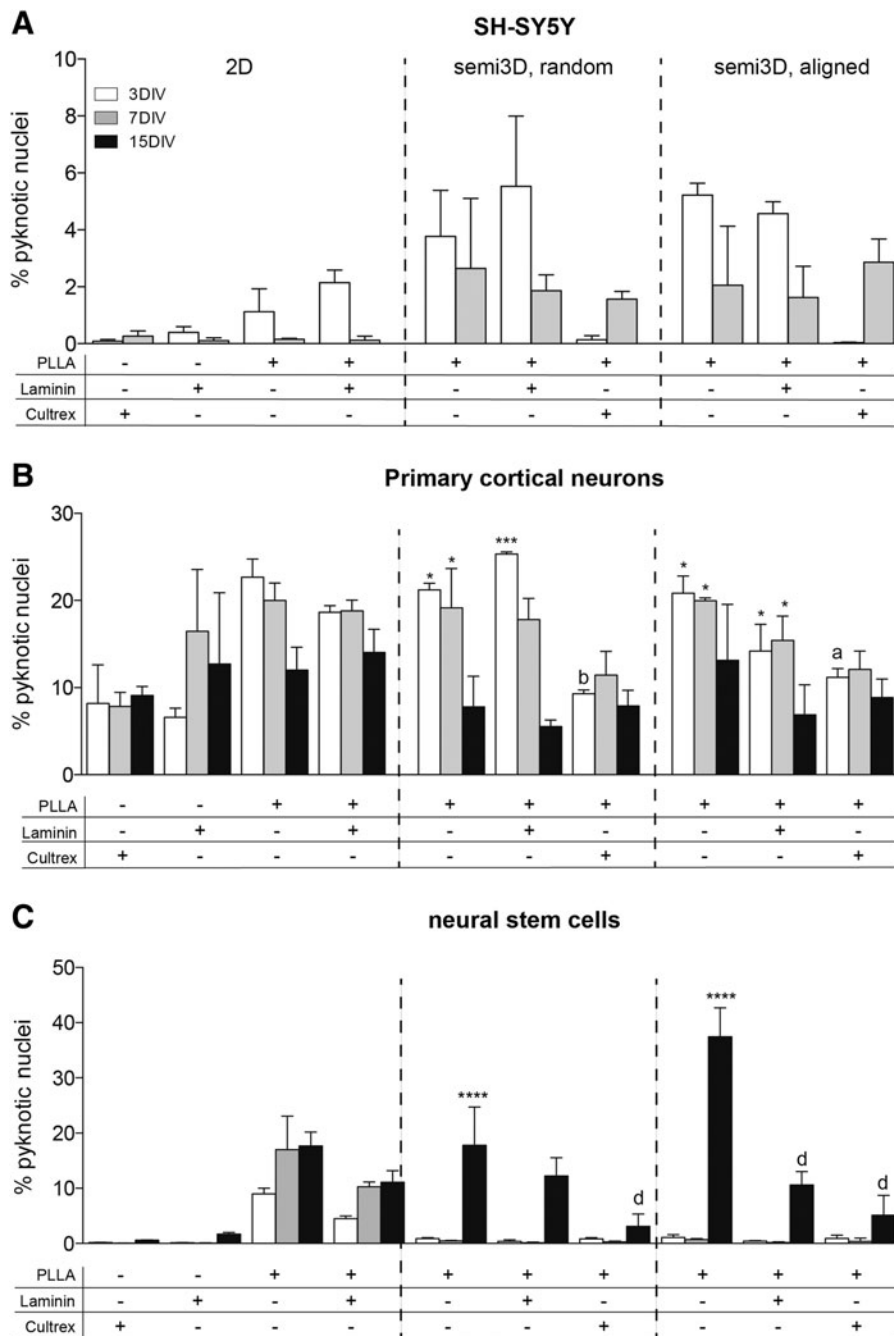 A
SH-SY5Y
2D semi3D, random semi3D, aligned
3DIV
7DIV
15DIV
% pyknotic nuclei
10
8
6
4
2
0
PLLA - - + + + + + + + +
Laminin - + - + - + - - + -
Cultrex + - - - - - + - - +
B
Primary cortical neurons
% pyknotic nuclei
30
20
10
0
* * *** b * * * * a
PLLA - - + + + + + + + +
Laminin - + - + - + - - + -
Cultrex + - - - - - + - - +
C
neural stem cells
% pyknotic nuclei
50
40
30
20
10
0
**** d **** d d
PLLA - - + + + + + + + +
Laminin - + - + - + - - + -
Cultrex + - - - - - + - - +